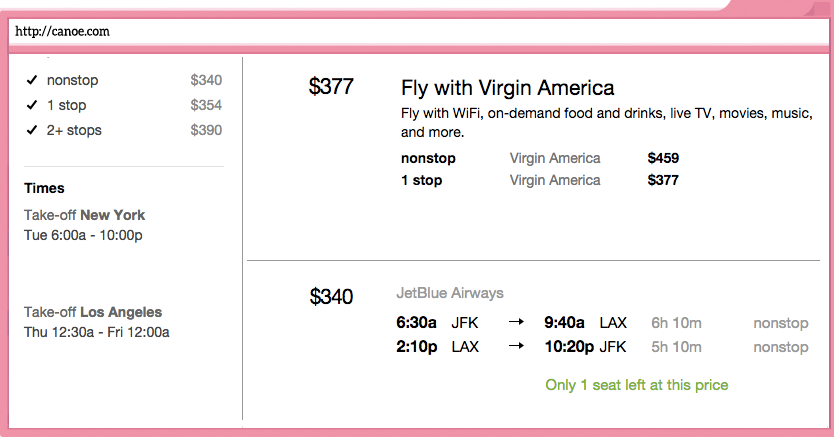 http://canoe.com
✔ nonstop $340
✔ 1 stop $354
✔ 2+ stops $390
Times
Take-off New York
Tue 6:00a - 10:00p
Take-off Los Angeles
Thu 12:30a - Fri 12:00a
$377
Fly with Virgin America
Fly with WiFi, on-demand food and drinks, live TV, movies, music,
and more.
nonstop Virgin America $459
1 stop Virgin America $377
$340
JetBlue Airways
6:30a JFK → 9:40a LAX 6h 10m nonstop
2:10p LAX → 10:20p JFK 5h 10m nonstop
Only 1 seat left at this price